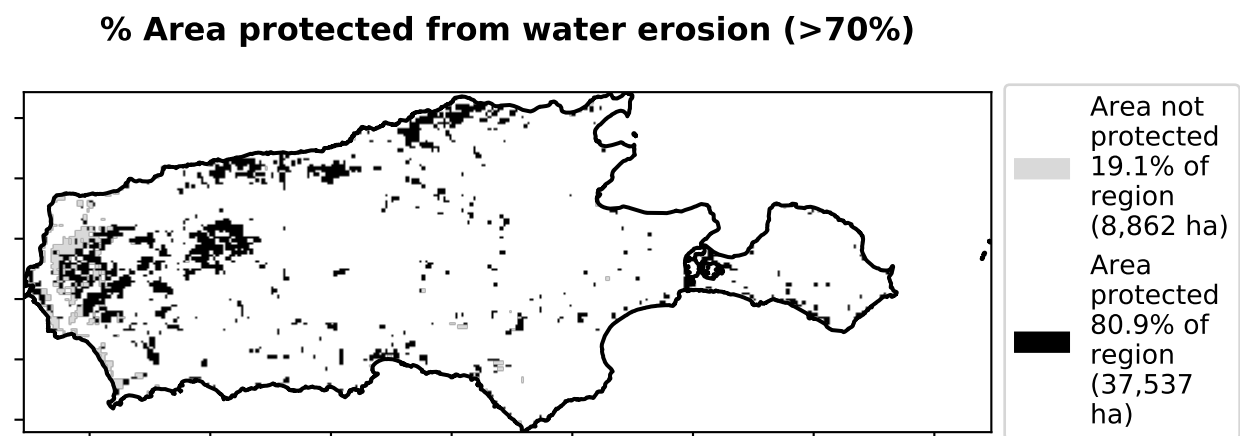 % Area protected from water erosion (>70%)
Area not
protected
19.1% of
region
(8,862 ha)
Area
protected
80.9% of
region
(37,537
ha)